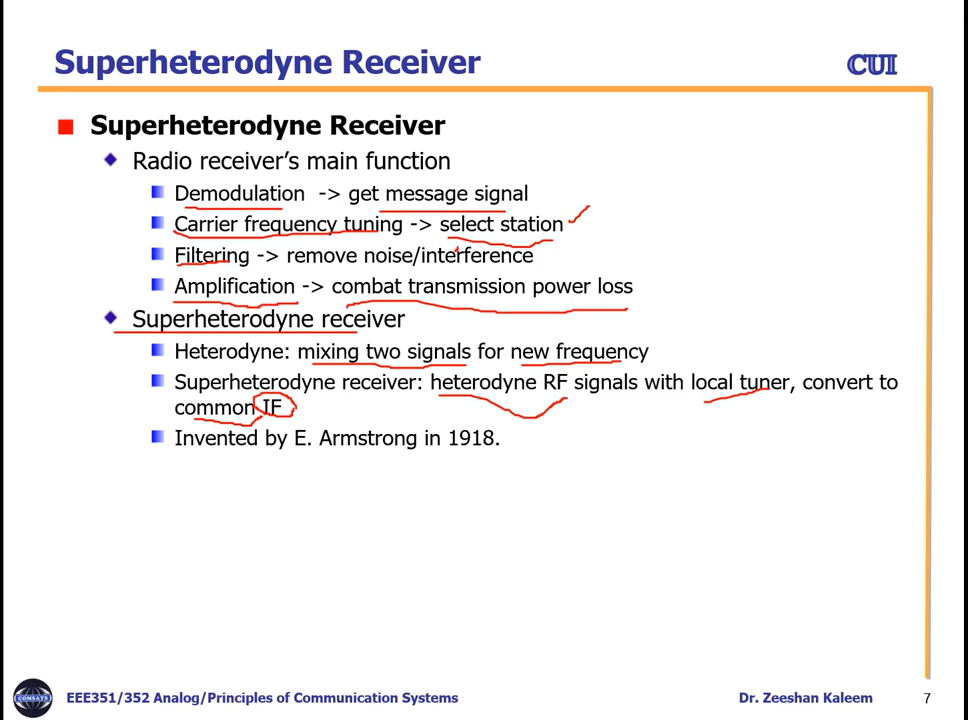 Superheterodyne Receiver
CUI
Superheterodyne Receiver
Radio receiver's main function
Demodulation -> get message signal
Carrier frequency tuning -> select station
Filtering -> remove noise/interference
Amplification -> combat transmission power loss
Superheterodyne receiver
Heterodyne: mixing two signals for new frequency
Superheterodyne receiver: heterodyne RF signals with local tuner, convert to
common IF
Invented by E. Armstrong in 1918.
COMSATS
EEE351/352 Analog/Principles of Communication Systems
Dr. Zeeshan Kaleem
7